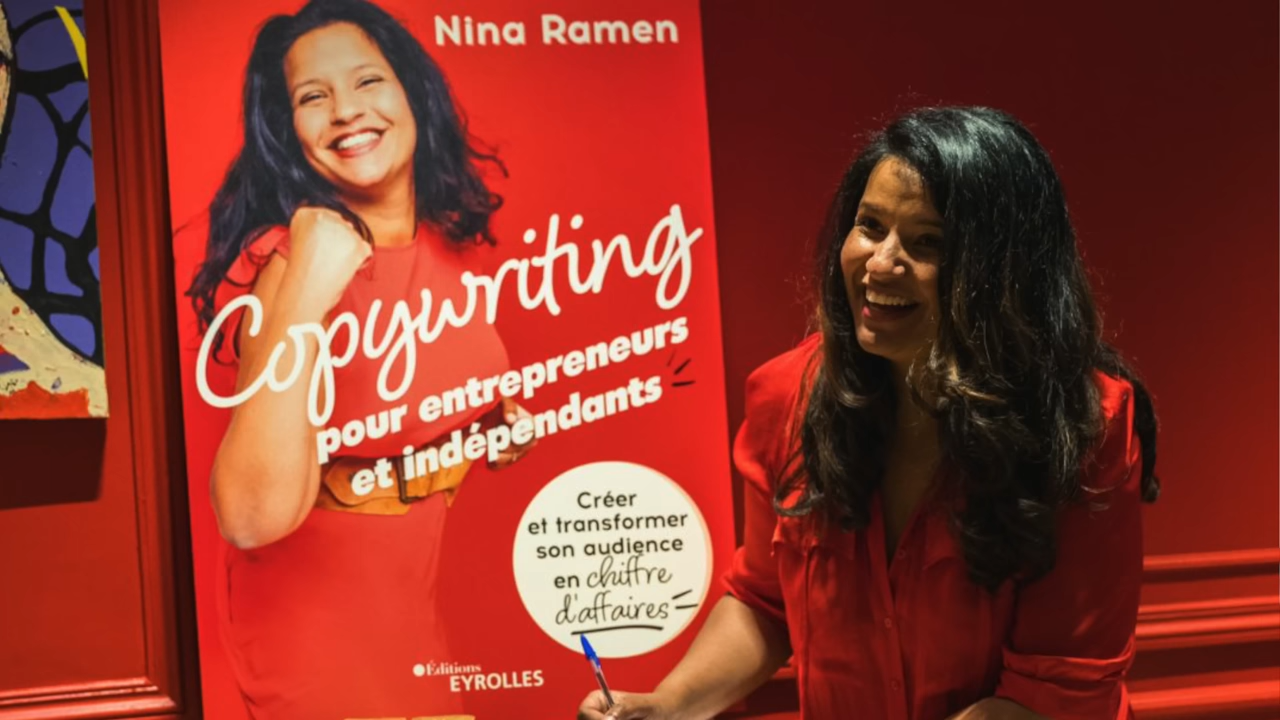 Nina Ramen
Copywriting
pour entrepreneurs
et indépendants
Créer
et transformer
son audience
en chiffre
d'affaires
Éditions
EYROLLES